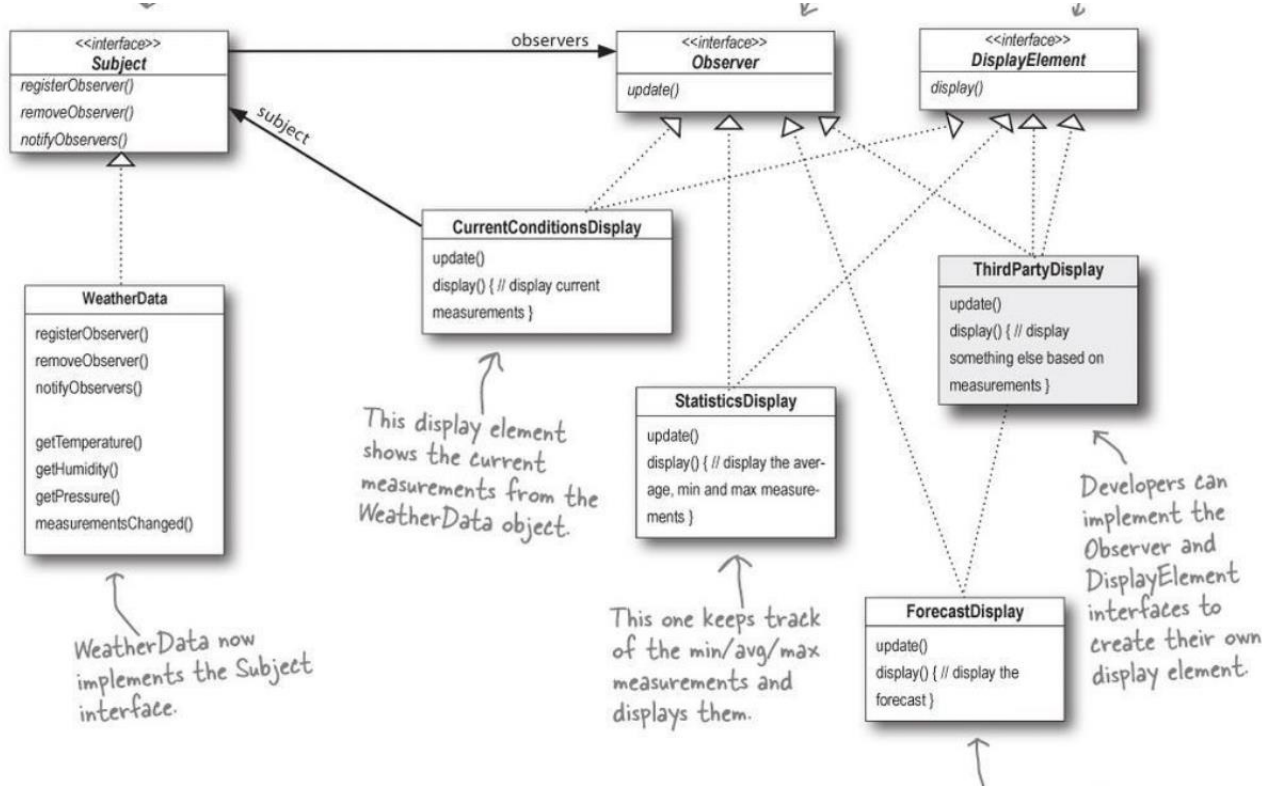 <<interface>>
Subject
registerObserver()
removeObserver()
notifyObservers()
observers
<<interface>>
Observer
update()
<<interface>>
DisplayElement
display()
subject
CurrentConditionsDisplay
update()
display() { // display current
measurements }
WeatherData
registerObserver()
removeObserver()
notifyObservers()
getTemperature()
getHumidity()
getPressure()
measurementsChanged()
ThirdPartyDisplay
update()
display() { // display
something else based on
measurements }
StatisticsDisplay
update()
display() { // display the aver-
age, min and max measure-
ments }
This display element
shows the current
measurements from the
WeatherData object.
Developers can
implement the
Observer and
DisplayElement
interfaces to
create their own
display element.
WeatherData now
implements the Subject
interface.
This one keeps track
of the min/avg/max
measurements and
displays them.
ForecastDisplay
update()
display() { // display the
forecast }